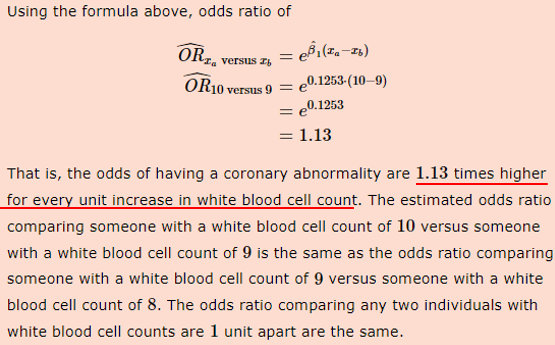 Using the formula above, odds ratio of
$\widehat{OR}_{x_a \text{ versus } x_b} = e^{\hat{\beta}_1(x_a - x_b)}$
$\widehat{OR}_{10 \text{ versus } 9} = e^{0.1253 \cdot (10-9)}$
$= e^{0.1253}$
$= 1.13$
That is, the odds of having a coronary abnormality are 1.13 times higher
for every unit increase in white blood cell count. The estimated odds ratio
comparing someone with a white blood cell count of 10 versus someone
with a white blood cell count of 9 is the same as the odds ratio comparing
someone with a white blood cell count of 9 versus someone with a white
blood cell count of 8. The odds ratio comparing any two individuals with
white blood cell counts are 1 unit apart are the same.